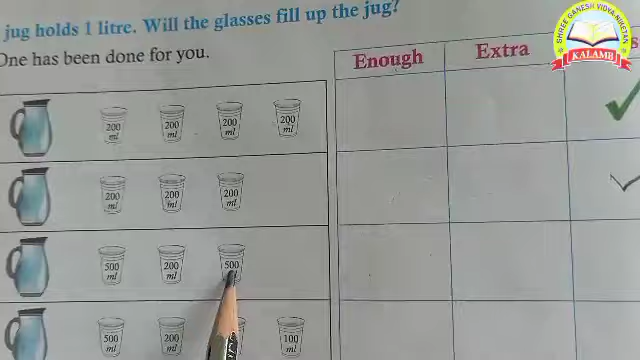 jug holds 1 litre. Will the glasses fill up the jug?
One has been done for you.
Enough Extra
SHREE GANESH VIDYA NIKETAN
KALAMB
200 ml 200 ml 200 ml 200 ml
200 ml 200 ml 200 ml
500 ml 200 ml 500
500 ml 200 ml 100 ml